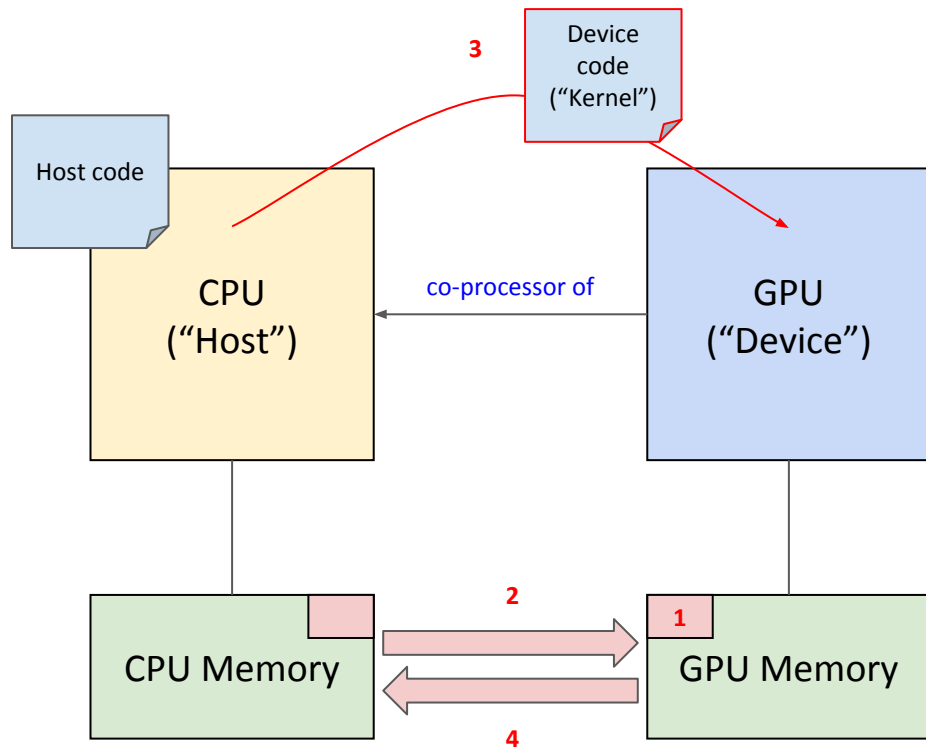 3
Device
code
(“Kernel”)
Host code
CPU
(“Host”)
co-processor of
GPU
(“Device”)
2
1
CPU Memory
GPU Memory
4